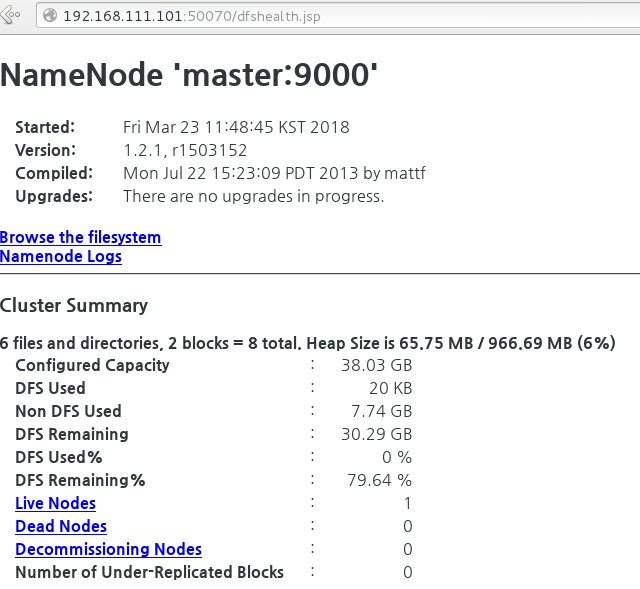 192.168.111.101:50070/dfshealth.jsp
NameNode 'master:9000'
Started: Fri Mar 23 11:48:45 KST 2018
Version: 1.2.1, r1503152
Compiled: Mon Jul 22 15:23:09 PDT 2013 by mattf
Upgrades: There are no upgrades in progress.
Browse the filesystem
Namenode Logs
Cluster Summary
6 files and directories, 2 blocks = 8 total. Heap Size is 65.75 MB / 966.69 MB (6%)
Configured Capacity : 38.03 GB
DFS Used : 20 KB
Non DFS Used : 7.74 GB
DFS Remaining : 30.29 GB
DFS Used% : 0 %
DFS Remaining% : 79.64 %
Live Nodes : 1
Dead Nodes : 0
Decommissioning Nodes : 0
Number of Under-Replicated Blocks : 0